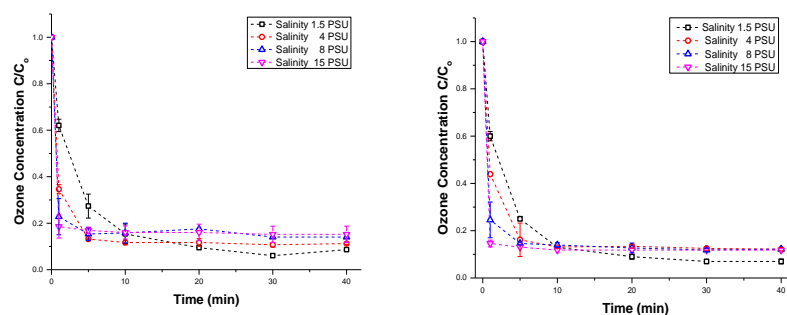 Salinity 1.5 PSU
Salinity 4 PSU
Salinity 8 PSU
Salinity 15 PSU
Ozone Concentration C/Co
1.0
0.8
0.6
0.4
0.2
0.0
0 10 20 30 40
Time (min)
Salinity 1.5 PSU
Salinity 4 PSU
Salinity 8 PSU
Salinity 15 PSU
Ozone Concentration C/Co
1.0
0.8
0.6
0.4
0.2
0.0
0 10 20 30 40
Time (min)